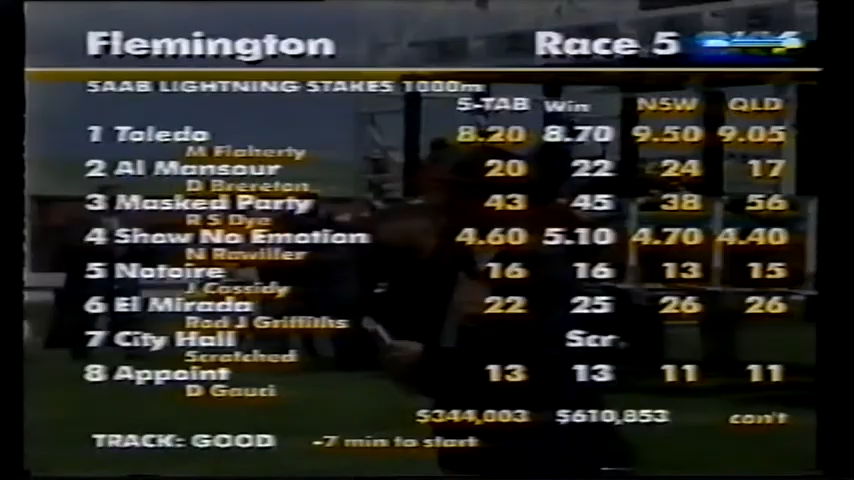 Flemington Race 5
SAAB LIGHTNING STAKES 1000m
S-TAB Win NSW QLD
1 Toledo 8.20 8.70 9.50 9.05
M Flaherty
2 Al Mansour 20 22 24 17
D Brereton
3 Masked Party 43 45 38 56
R S Dye
4 Show No Emotion 4.60 5.10 4.70 4.40
N Rawiller
5 Notoire 16 16 13 15
J Cassidy
6 El Mirada 22 25 26 26
Rod J Griffiths
7 City Hall Scr.
Scratched
8 Appoint 13 13 11 11
D Gauci
$344,003 $610,853 con't
TRACK: GOOD -7 min to start